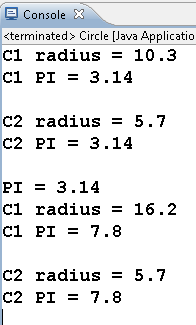 Console
<terminated> Circle [Java Applicatio
C1 radius = 10.3
C1 PI = 3.14
C2 radius = 5.7
C2 PI = 3.14
PI = 3.14
C1 radius = 16.2
C1 PI = 7.8
C2 radius = 5.7
C2 PI = 7.8